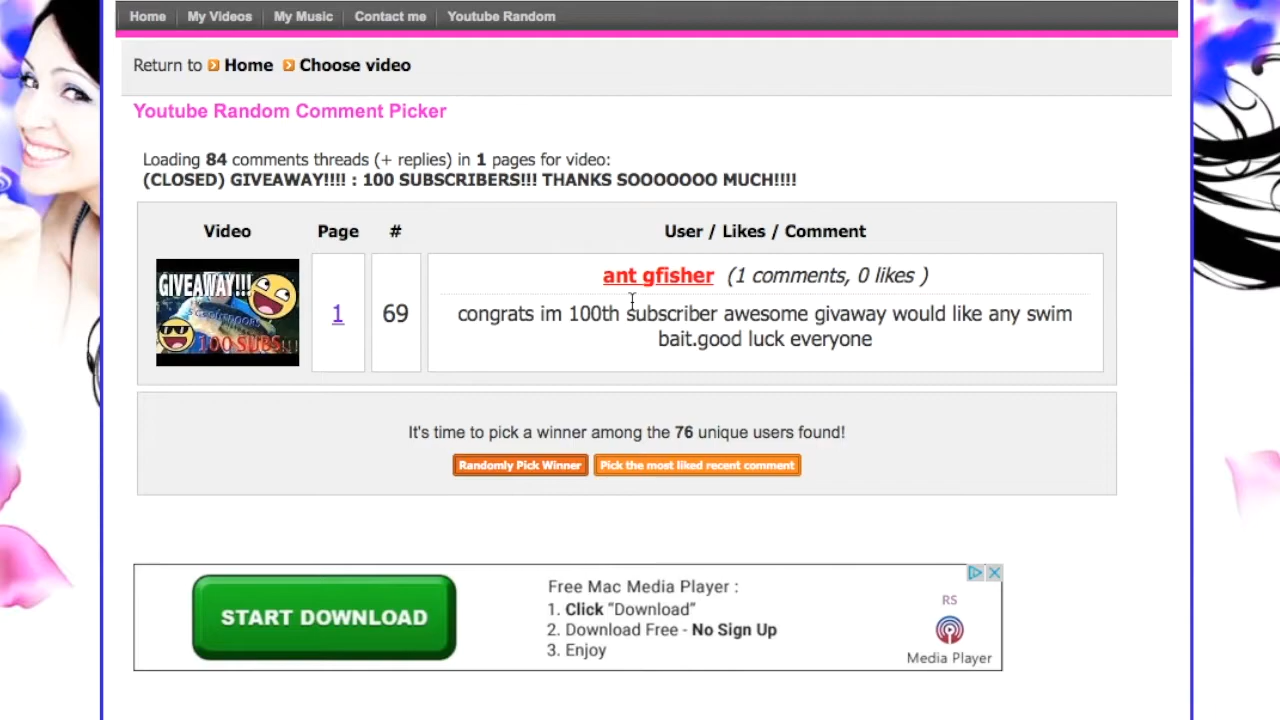 Home My Videos My Music Contact me Youtube Random
Return to Home Choose video
Youtube Random Comment Picker
Loading 84 comments threads (+ replies) in 1 pages for video:
(CLOSED) GIVEAWAY!!!! : 100 SUBSCRIBERS!!! THANKS SOOOOOOO MUCH!!!!
Video Page # User / Likes / Comment
GIVEAWAY!!!
100 SUBS!!!
1 69
ant gfisher (1 comments, 0 likes )
congrats im 100th subscriber awesome givaway would like any swim
bait.good luck everyone
It's time to pick a winner among the 76 unique users found!
Randomly Pick Winner Pick the most liked recent comment
START DOWNLOAD
Free Mac Media Player :
1. Click “Download”
2. Download Free - No Sign Up
3. Enjoy
RS
Media Player